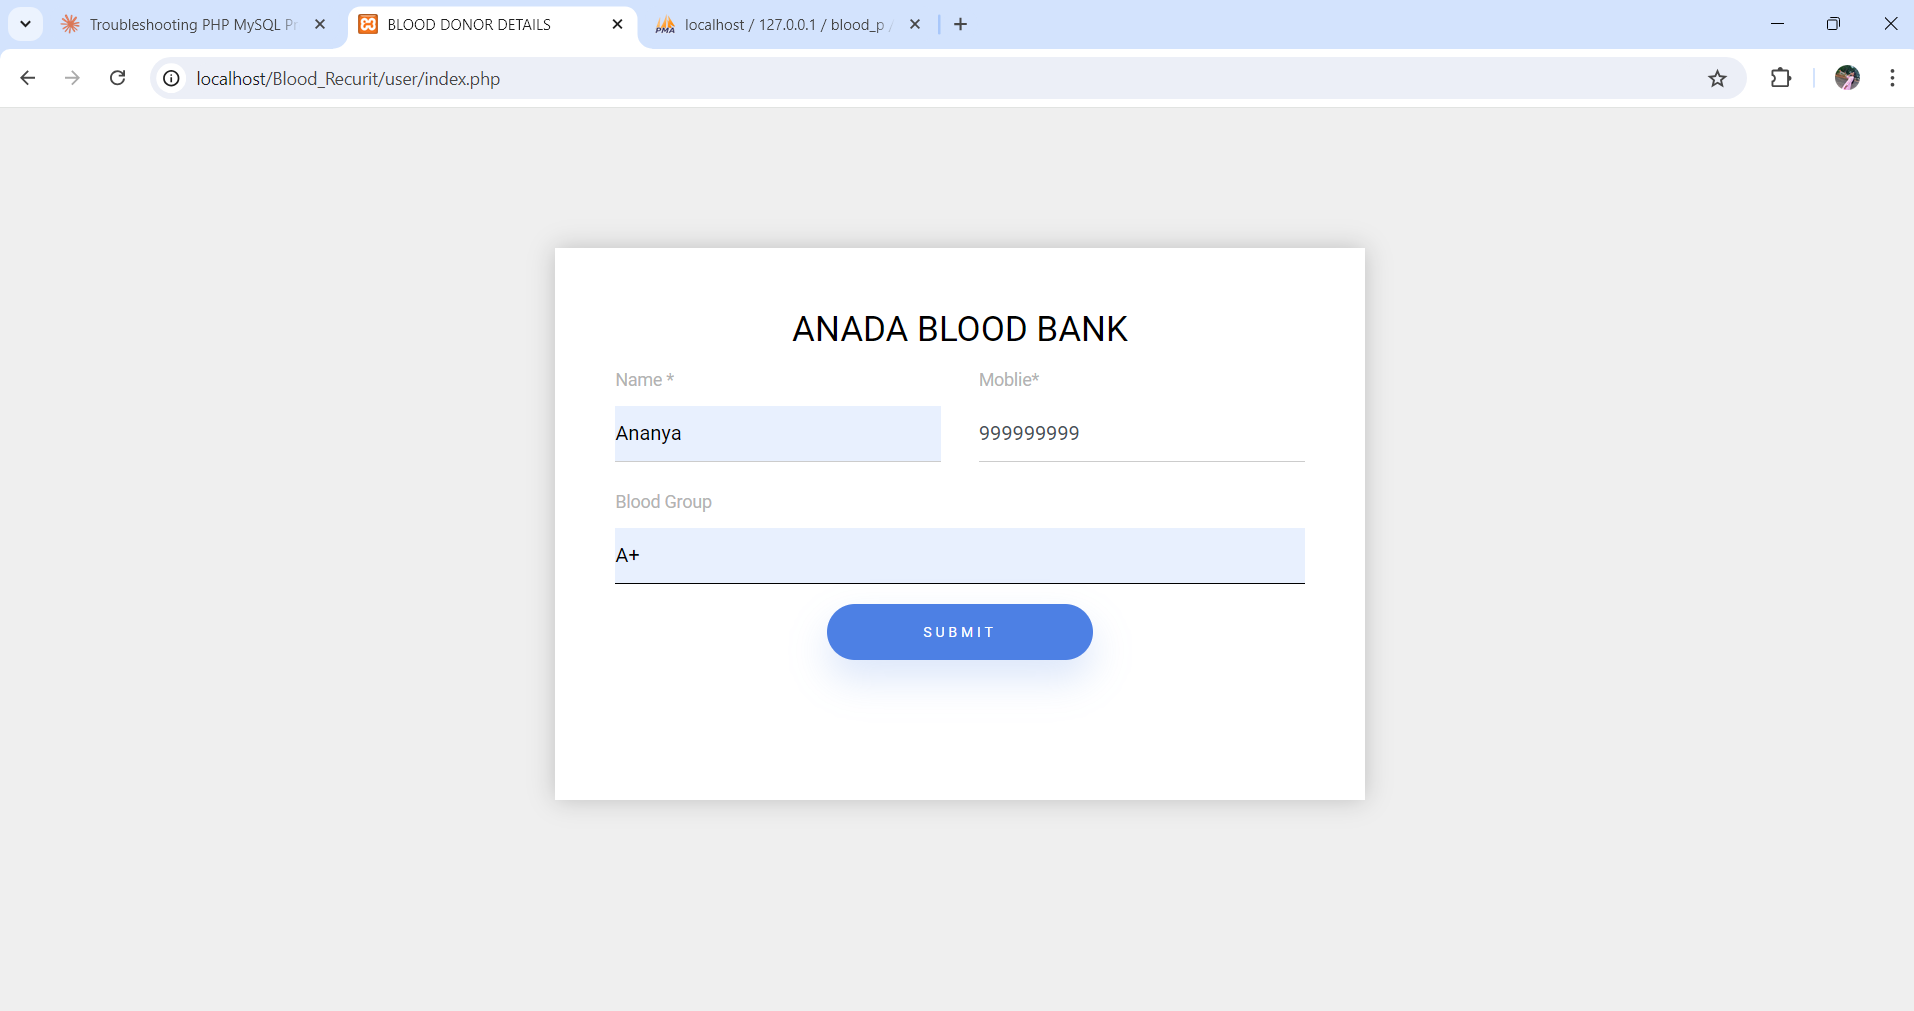 Troubleshooting PHP MySQL Pr
BLOOD DONOR DETAILS
PMA
localhost / 127.0.0.1 / blood_p /
localhost/Blood_Recurit/user/index.php
ANADA BLOOD BANK
Name *
Moblie*
Ananya
999999999
Blood Group
A+
SUBMIT